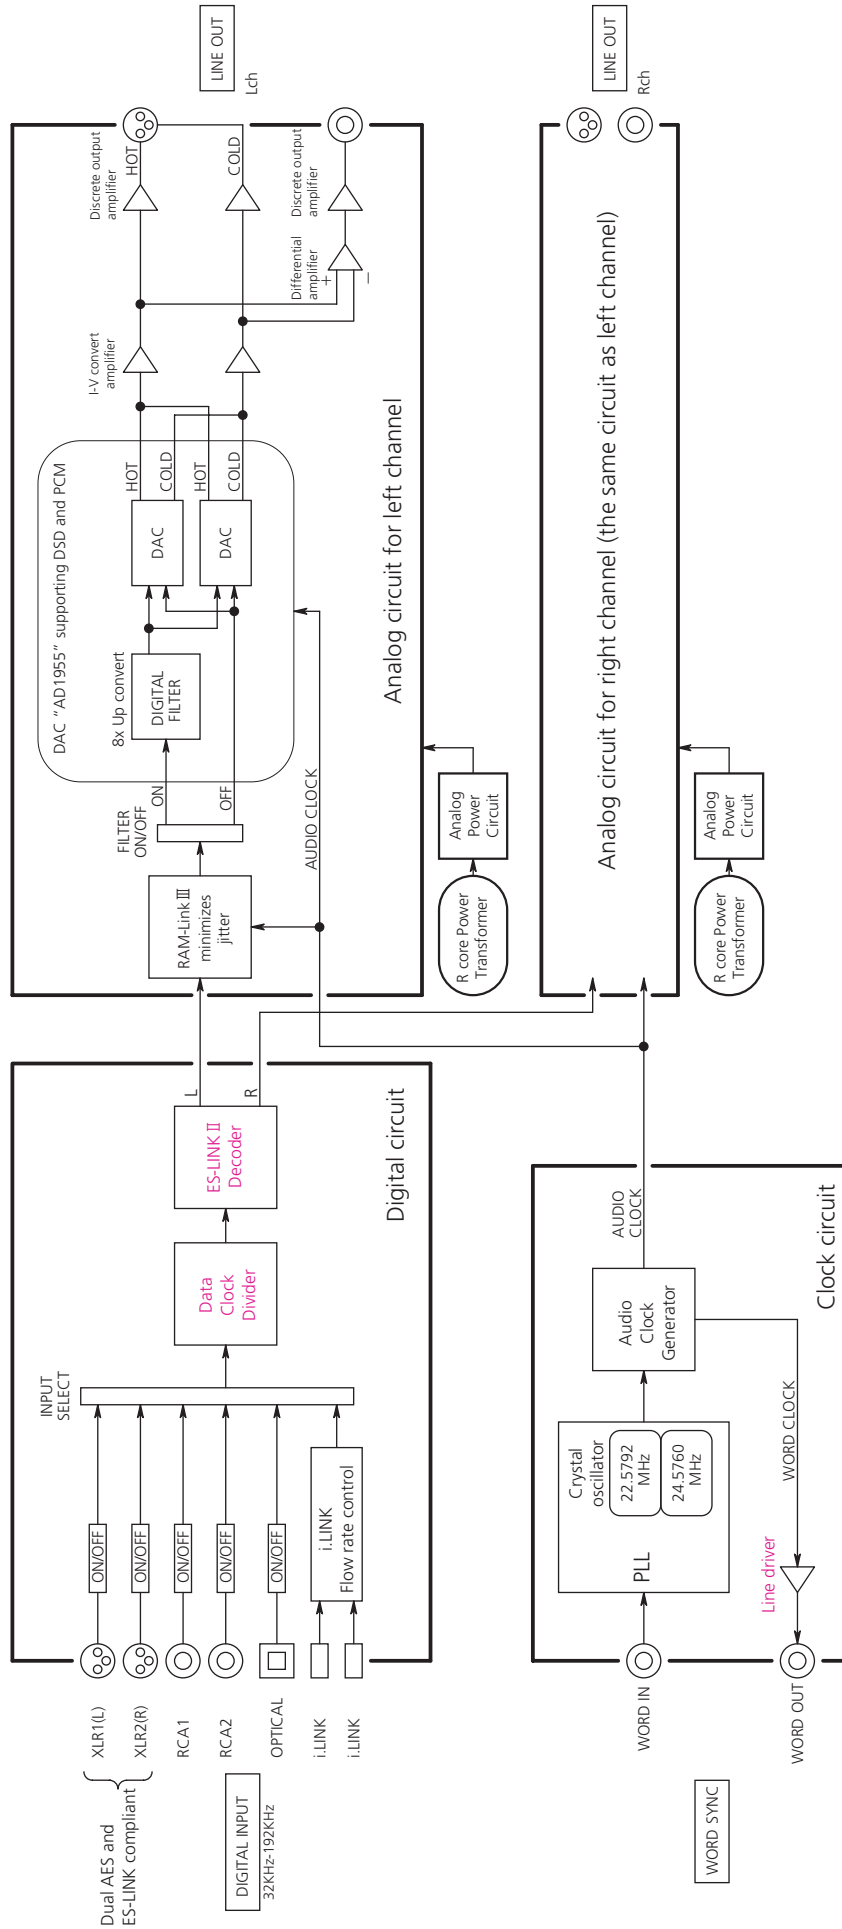 Dual AES and
ES-LINK compliant
DIGITAL INPUT
32KHz-192KHz
XLR1(L)
XLR2(R)
RCA1
RCA2
OPTICAL
i.LINK
i.LINK
ON/OFF
ON/OFF
ON/OFF
ON/OFF
ON/OFF
i.LINK
Flow rate control
INPUT
SELECT
Data
Clock
Divider
ES-LINK II
Decoder
L
R
Digital circuit
RAM-Link III
minimizes
jitter
FILTER
ON/OFF
ON
OFF
AUDIO CLOCK
DAC “AD1955” supporting DSD and PCM
8x Up convert
DIGITAL
FILTER
DAC
DAC
HOT
COLD
HOT
COLD
I-V convert
amplifier
Differential
amplifier
+
−
Discrete output
amplifier
HOT
COLD
Discrete output
amplifier
LINE OUT
Lch
Analog circuit for left channel
R core Power
Transformer
Analog
Power
Circuit
Analog circuit for right channel (the same circuit as left channel)
LINE OUT
Rch
R core Power
Transformer
Analog
Power
Circuit
WORD SYNC
WORD IN
WORD OUT
PLL
Crystal
oscillator
22.5792
MHz
24.5760
MHz
Audio
Clock
Generator
AUDIO
CLOCK
WORD CLOCK
Line driver
Clock circuit